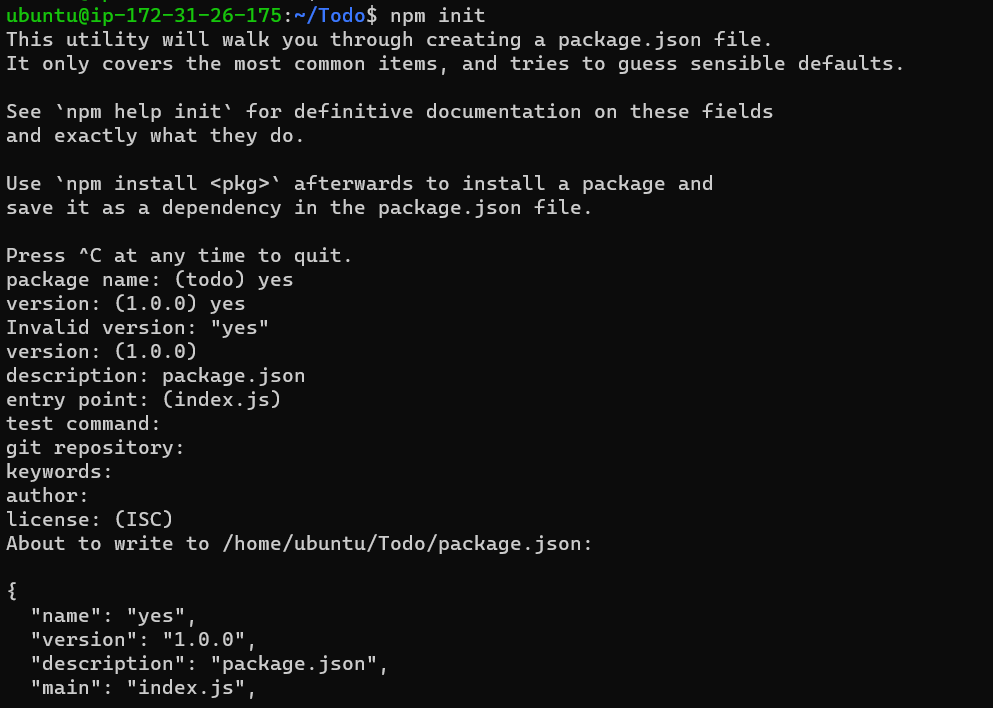 ubuntu@ip-172-31-26-175:~/Todo$ npm init
This utility will walk you through creating a package.json file.
It only covers the most common items, and tries to guess sensible defaults.
See `npm help init` for definitive documentation on these fields
and exactly what they do.
Use `npm install <pkg>` afterwards to install a package and
save it as a dependency in the package.json file.
Press ^C at any time to quit.
package name: (todo) yes
version: (1.0.0) yes
Invalid version: "yes"
version: (1.0.0)
description: package.json
entry point: (index.js)
test command:
git repository:
keywords:
author:
license: (ISC)
About to write to /home/ubuntu/Todo/package.json:
{
  "name": "yes",
  "version": "1.0.0",
  "description": "package.json",
  "main": "index.js",